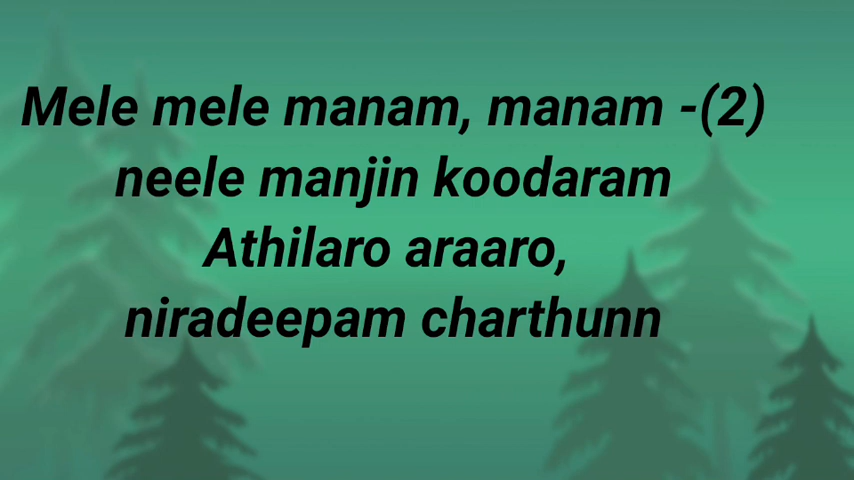 Mele mele manam, manam -(2)
neele manjin koodaram
Athilaro araaro,
niradeepam charthunn